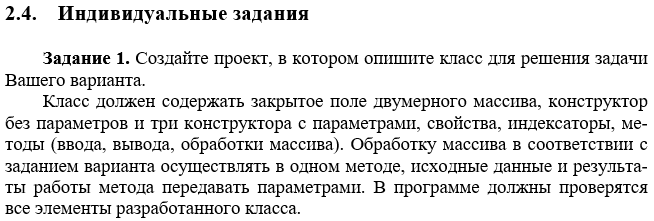 2.4. Индивидуальные задания
Задание 1. Создайте проект, в котором опишите класс для решения задачи
Вашего варианта.
Класс должен содержать закрытое поле двумерного массива, конструктор
без параметров и три конструктора с параметрами, свойства, индексаторы, ме-
тоды (ввода, вывода, обработки массива). Обработку массива в соответствии с
заданием варианта осуществлять в одном методе, исходные данные и результа-
ты работы метода передавать параметрами. В программе должны проверятся
все элементы разработанного класса.